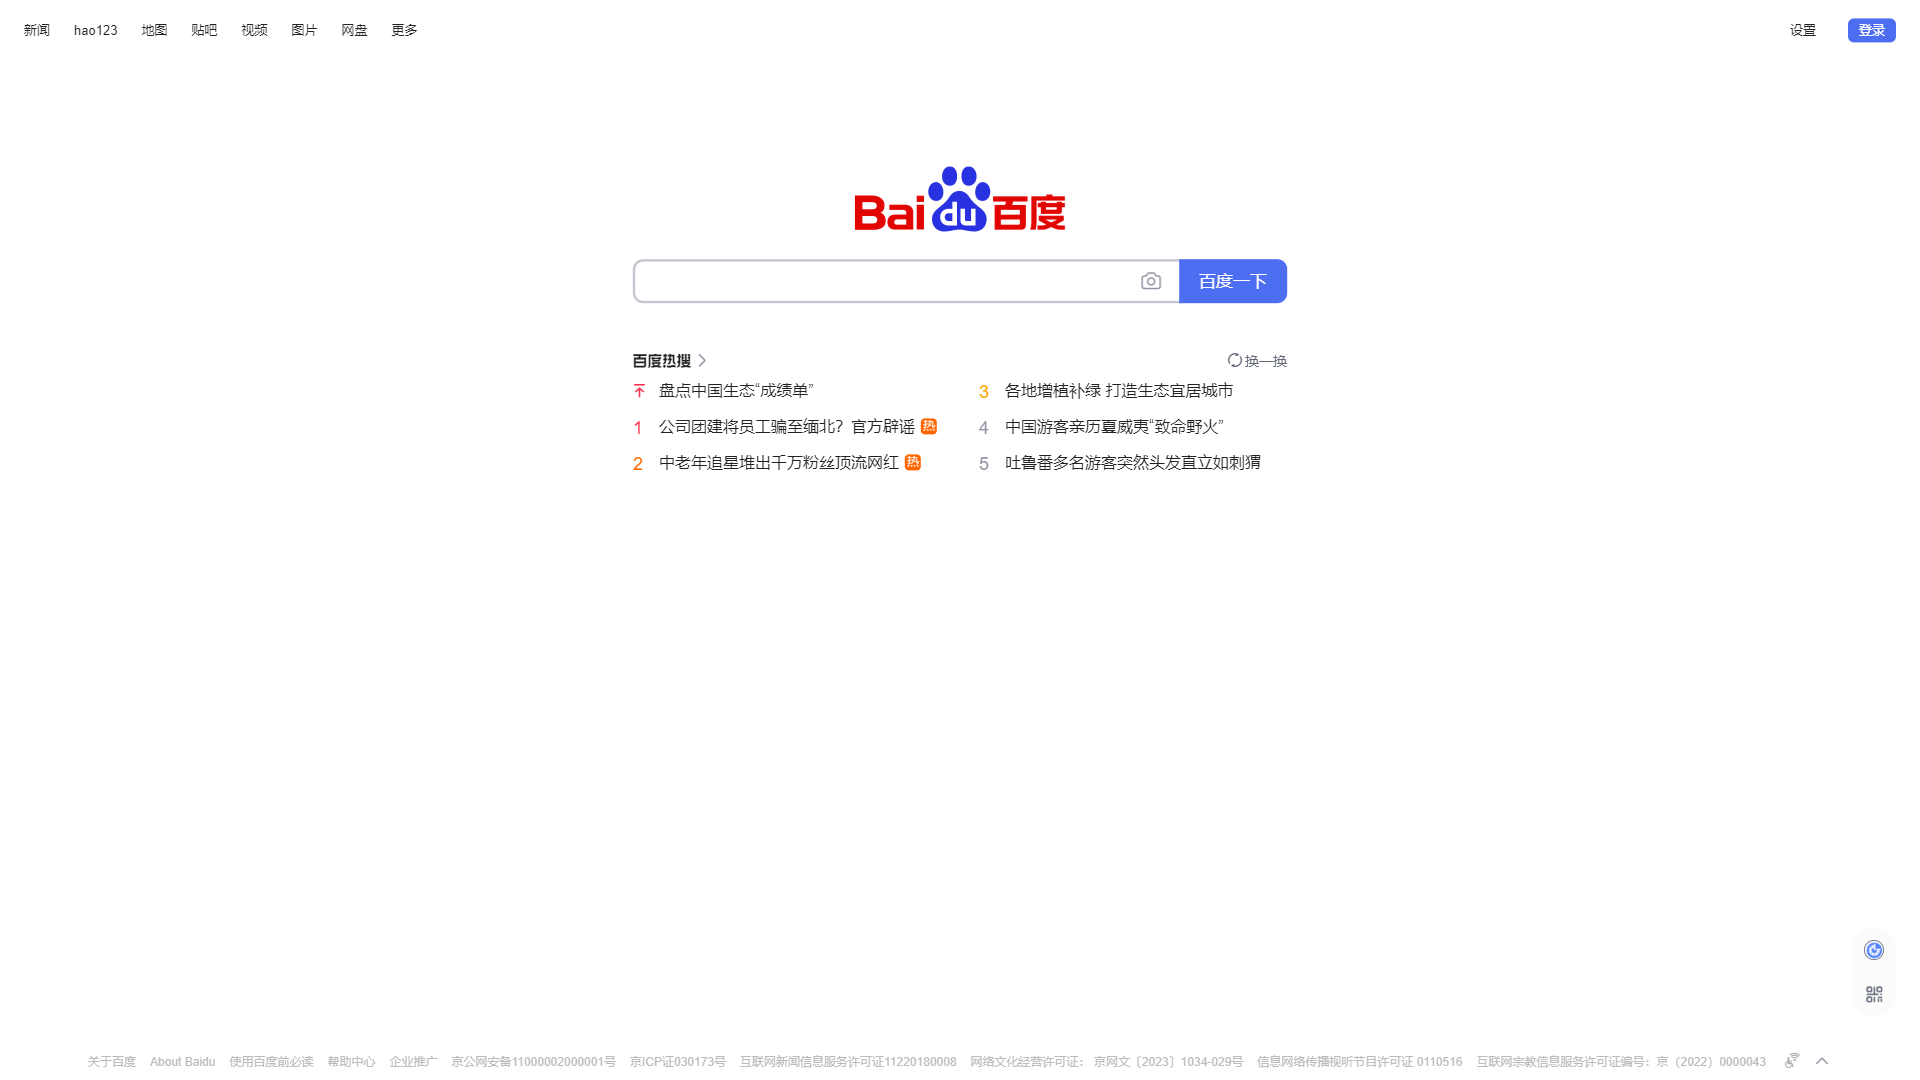 新闻 hao123 地图 贴吧 视频 图片 网盘 更多 设置 登录
Bai du 百度
百度一下
百度热搜 换一换
盘点中国生态“成绩单”
1 公司团建将员工骗至缅北？官方辟谣 热
2 中老年追星堆出千万粉丝顶流网红 热
3 各地增植补绿 打造生态宜居城市
4 中国游客亲历夏威夷“致命野火”
5 吐鲁番多名游客突然头发直立如刺猬
关于百度 About Baidu 使用百度前必读 帮助中心 企业推广 京公网安备11000002000001号 京ICP证030173号 互联网新闻信息服务许可证11220180008 网络文化经营许可证： 京网文〔2023〕1034-029号 信息网络传播视听节目许可证 0110516 互联网宗教信息服务许可证编号：京（2022）0000043